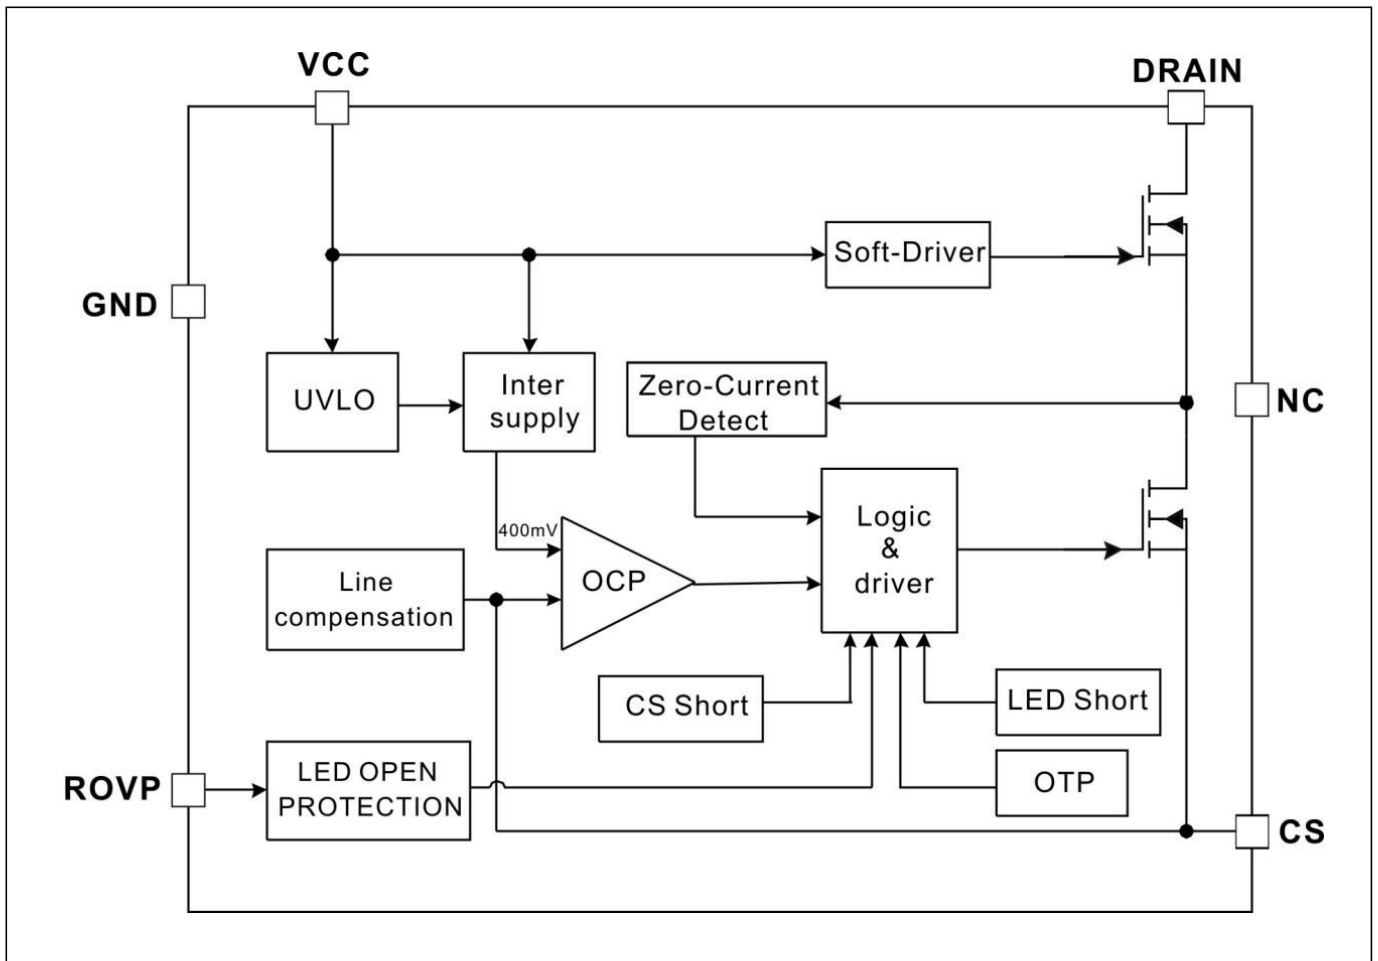 VCC
DRAIN
Soft-Driver
GND
UVLO
Inter
supply
Zero-Current
Detect
NC
400mV
Logic
&
driver
Line
compensation
OCP
CS Short
LED Short
ROVP
LED OPEN
PROTECTION
OTP
CS